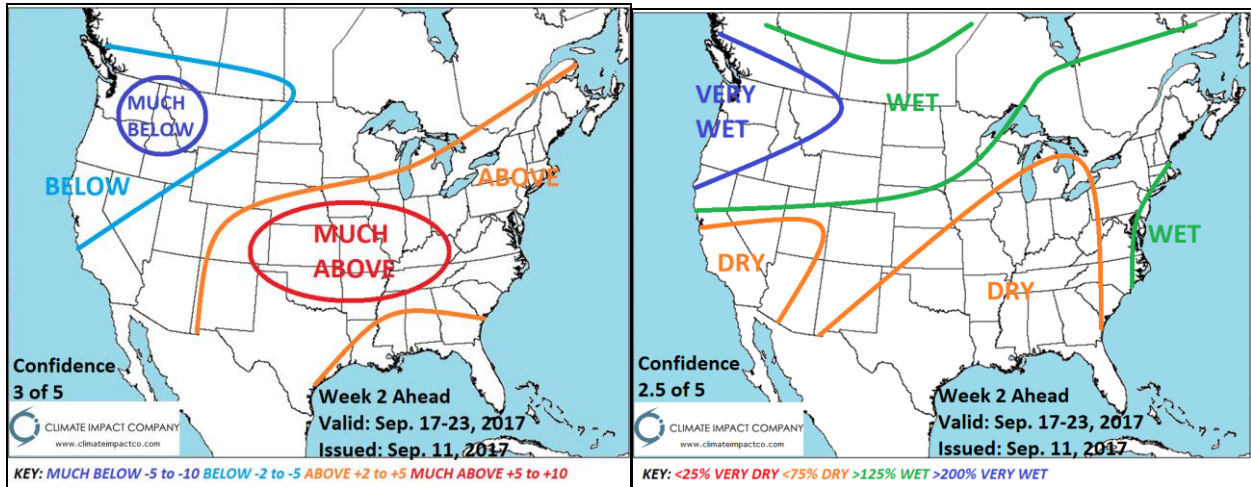 MUCH
BELOW
BELOW
ABOVE
MUCH
ABOVE
Confidence
3 of 5
CLIMATE IMPACT COMPANY
www.climateimpactco.com
Week 2 Ahead
Valid: Sep. 17-23, 2017
Issued: Sep. 11, 2017
KEY: MUCH BELOW -5 to -10 BELOW -2 to -5 ABOVE +2 to +5 MUCH ABOVE +5 to +10
VERY
WET
WET
WET
DRY
DRY
Confidence
2.5 of 5
CLIMATE IMPACT COMPANY
www.climateimpactco.com
Week 2 Ahead
Valid: Sep. 17-23, 2017
Issued: Sep. 11, 2017
KEY: <25% VERY DRY <75% DRY >125% WET >200% VERY WET